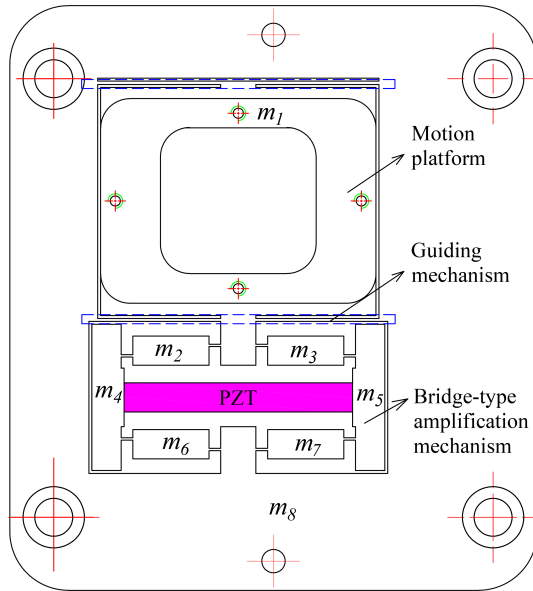 m1
Motion
platform
Guiding
mechanism
m2
m3
m4
PZT
m5
Bridge-type
amplification
mechanism
m6
m7
m8